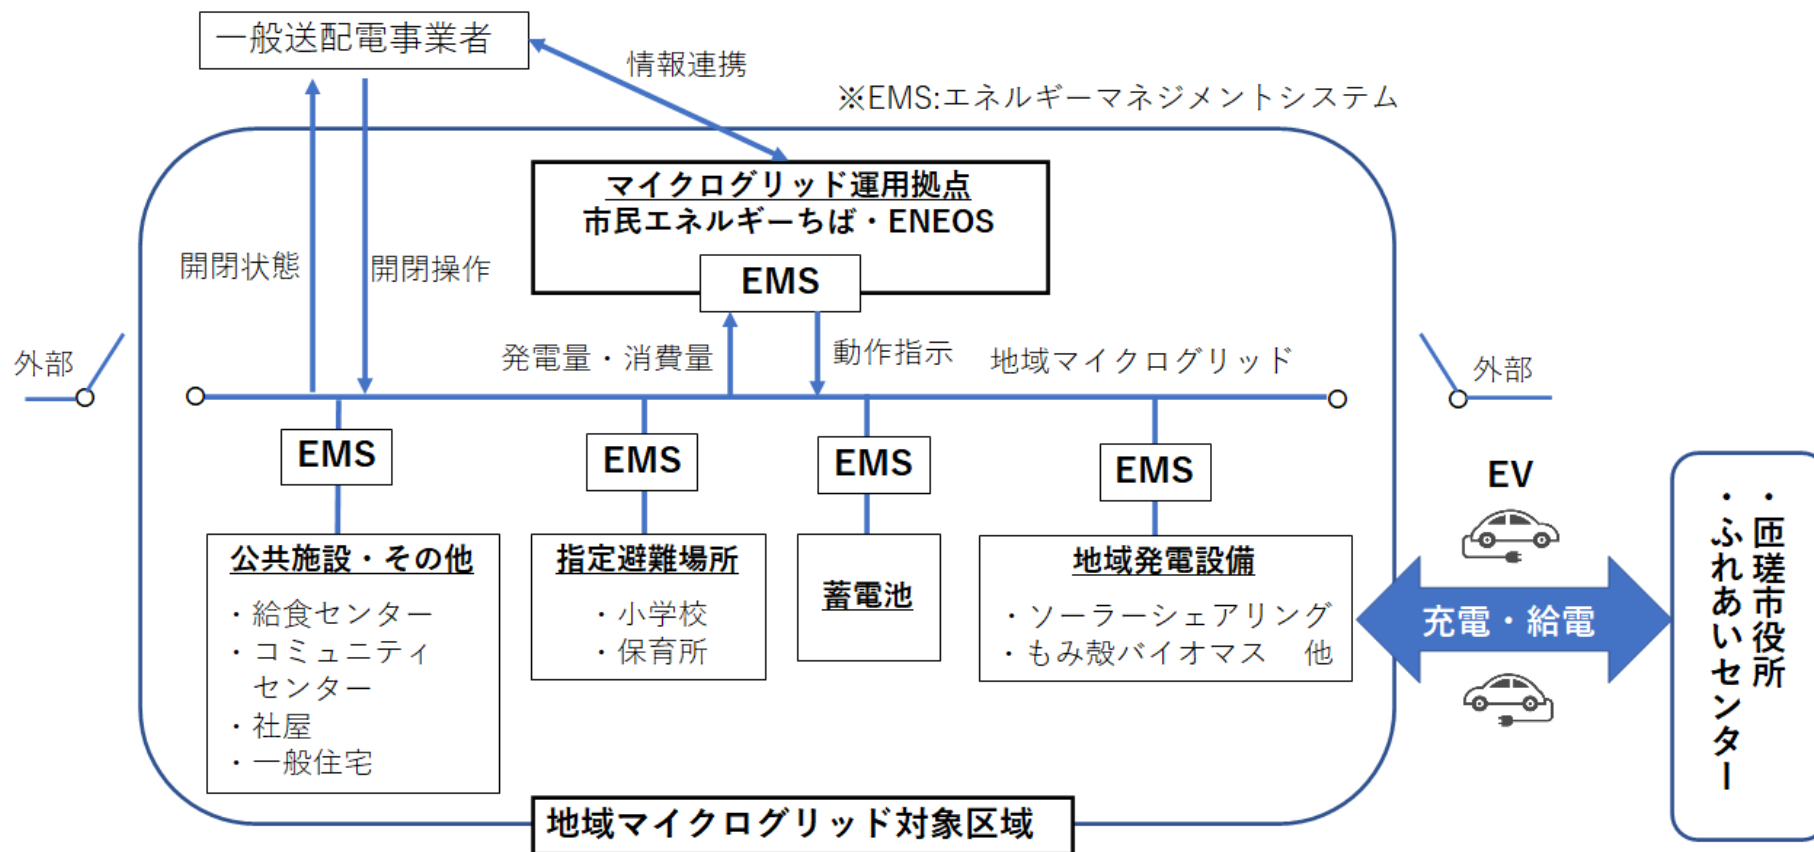 一般送配電事業者
情報連携
※EMS:エネルギーマネジメントシステム
マイクログリッド運用拠点
市民エネルギーちば・ENEOS
EMS
開閉状態
開閉操作
発電量・消費量
動作指示
地域マイクログリッド
外部
外部
EMS
EMS
EMS
EMS
公共施設・その他
・給食センター
・コミュニティ
センター
・社屋
・一般住宅
指定避難場所
・小学校
・保育所
蓄電池
地域発電設備
・ソーラーシェアリング
・もみ殻バイオマス　他
EV
充電・給電
・匝瑳市役所
・ふれあいセンター
地域マイクログリッド対象区域